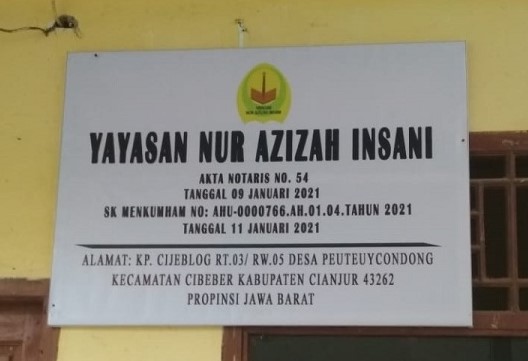 YAYASAN NUR AZIZAH INSANI
AKTA NOTARIS NO. 54
TANGGAL 09 JANUARI 2021
SK MENKUMHAM NO: AHU-0000766.AH.01.04.TAHUN 2021
TANGGAL 11 JANUARI 2021
ALAMAT: KP. CIJEBLOG RT.03/ RW.05 DESA PEUTEUYCONDONG
KECAMATAN CIBEBER KABUPATEN CIANJUR 43262
PROPINSI JAWA BARAT